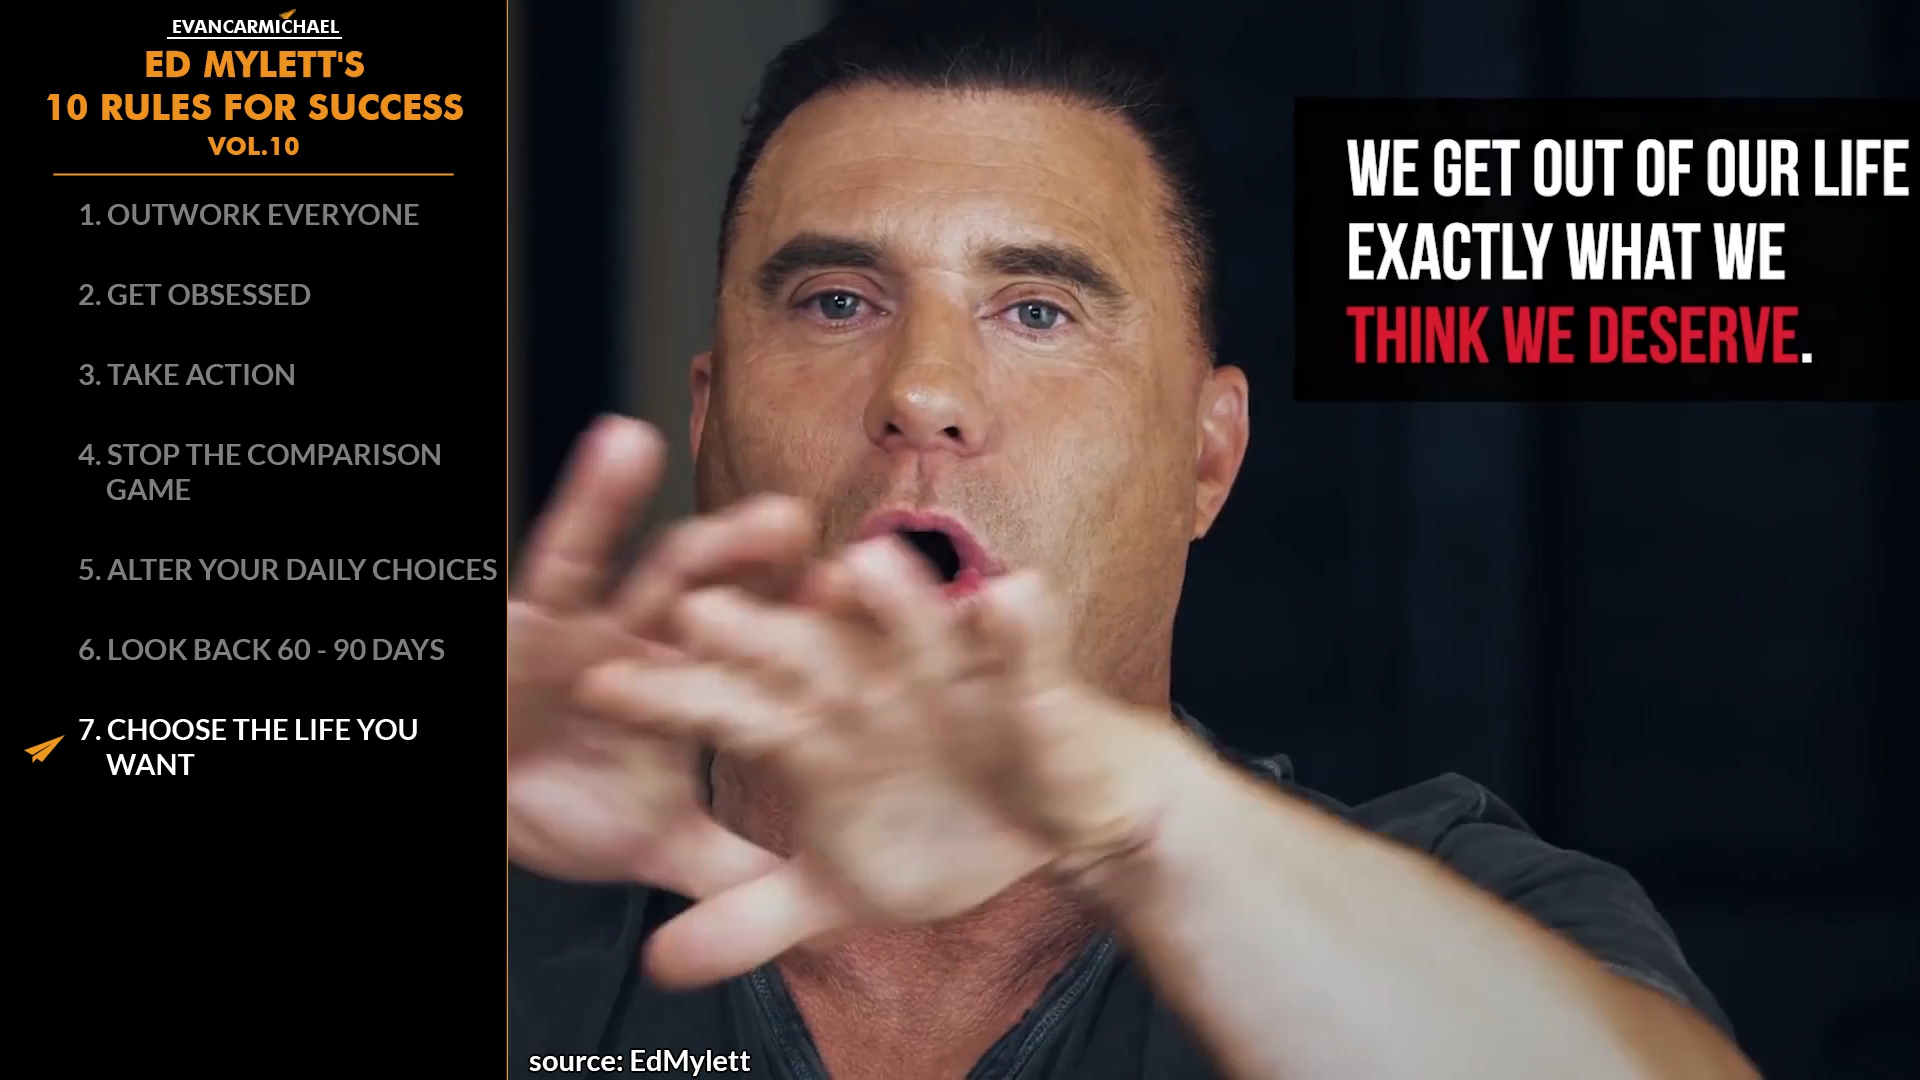 EVANCARMICHAEL
ED MYLETT'S
10 RULES FOR SUCCESS
VOL.10
1. OUTWORK EVERYONE
2. GET OBSESSED
3. TAKE ACTION
4. STOP THE COMPARISON
GAME
5. ALTER YOUR DAILY CHOICES
6. LOOK BACK 60 - 90 DAYS
7. CHOOSE THE LIFE YOU
WANT
WE GET OUT OF OUR LIFE
EXACTLY WHAT WE
THINK WE DESERVE.
source: EdMylett